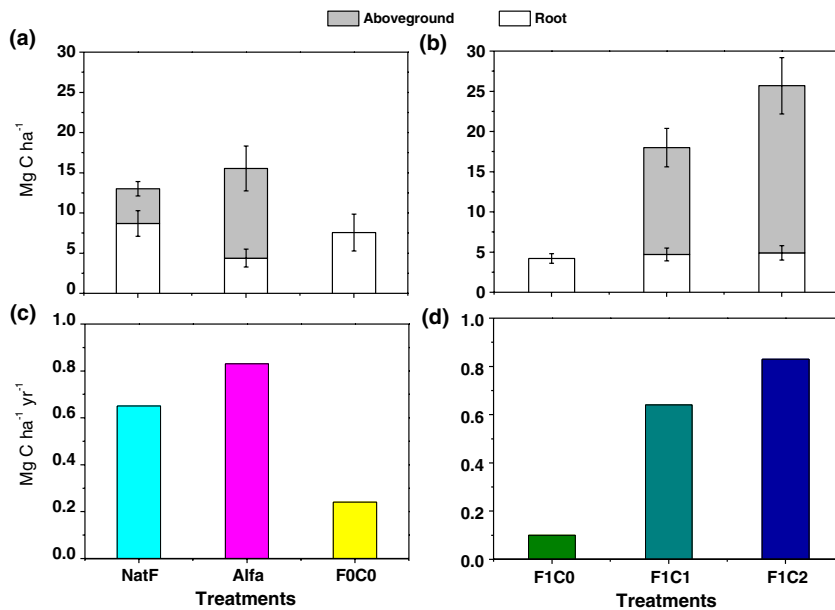 Aboveground Root
(a)
30
25
20
15
10
5
0
Mg C ha-1
(b)
30
25
20
15
10
5
0
(c)
1.0
0.8
0.6
0.4
0.2
0.0
Mg C ha-1 yr-1
NatF Alfa F0C0
Treatments
(d)
1.0
0.8
0.6
0.4
0.2
0.0
F1C0 F1C1 F1C2
Treatments